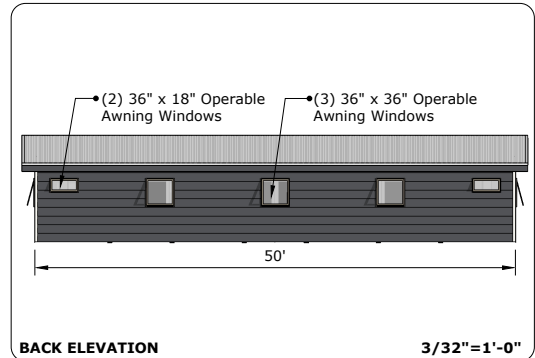 (2) 36" x 18" Operable
Awning Windows
(3) 36" x 36" Operable
Awning Windows
50'
BACK ELEVATION
3/32"=1'-0"